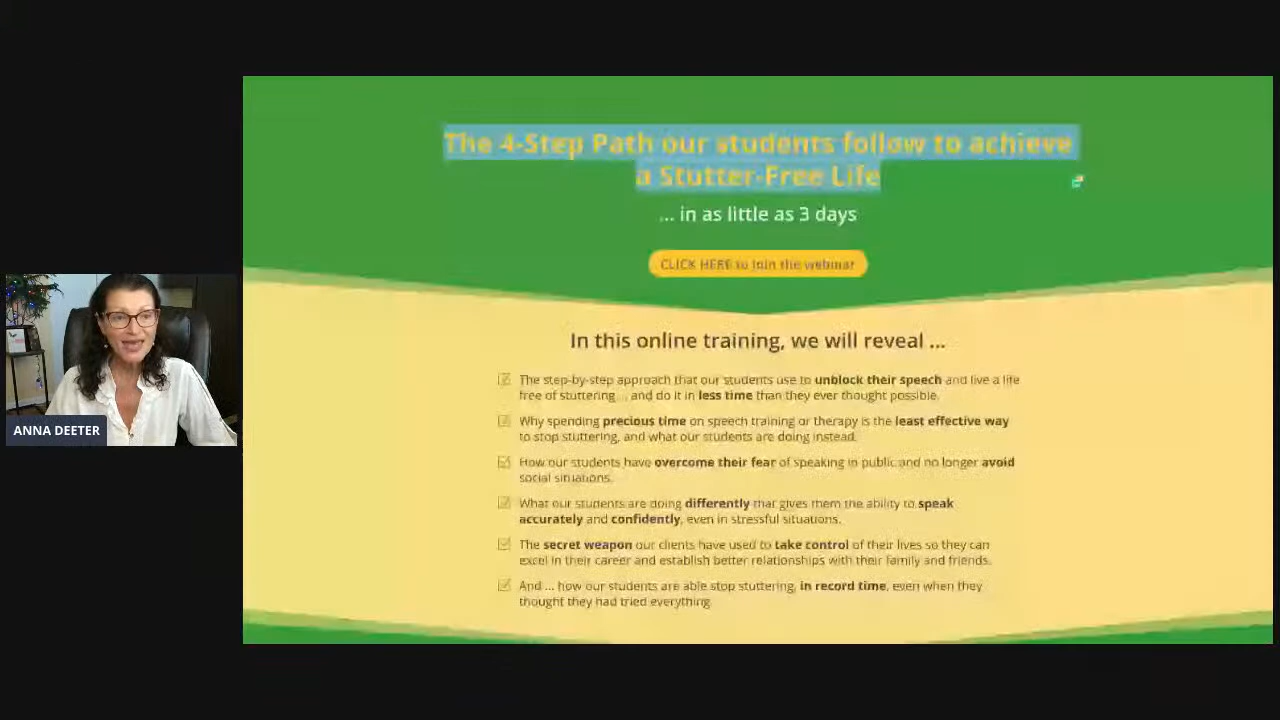 The 4-Step Path our students follow to achieve
a Stutter-Free Life
... in as little as 3 days
CLICK HERE to join the webinar
In this online training, we will reveal ...
The step-by-step approach that our students use to unblock their speech and live a life
free of stuttering ... and do it in less time than they ever thought possible.
Why spending precious time on speech training or therapy is the least effective way
to stop stuttering, and what our students are doing instead.
How our students have overcome their fear of speaking in public and no longer avoid
social situations.
What our students are doing differently that gives them the ability to speak
accurately and confidently, even in stressful situations.
The secret weapon our clients have used to take control of their lives so they can
excel in their career and establish better relationships with their family and friends.
And ... how our students are able stop stuttering, in record time, even when they
thought they had tried everything.
ANNA DEETER